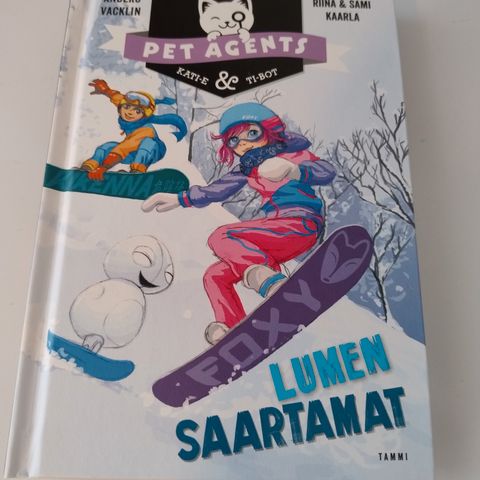 ANDERS
VACKLIN
RIINA & SAMI
KAARLA
PET AGENTS
KATI-E & TI-BOT
FOXY
LUMEN
SAARTAMAT
TAMMI